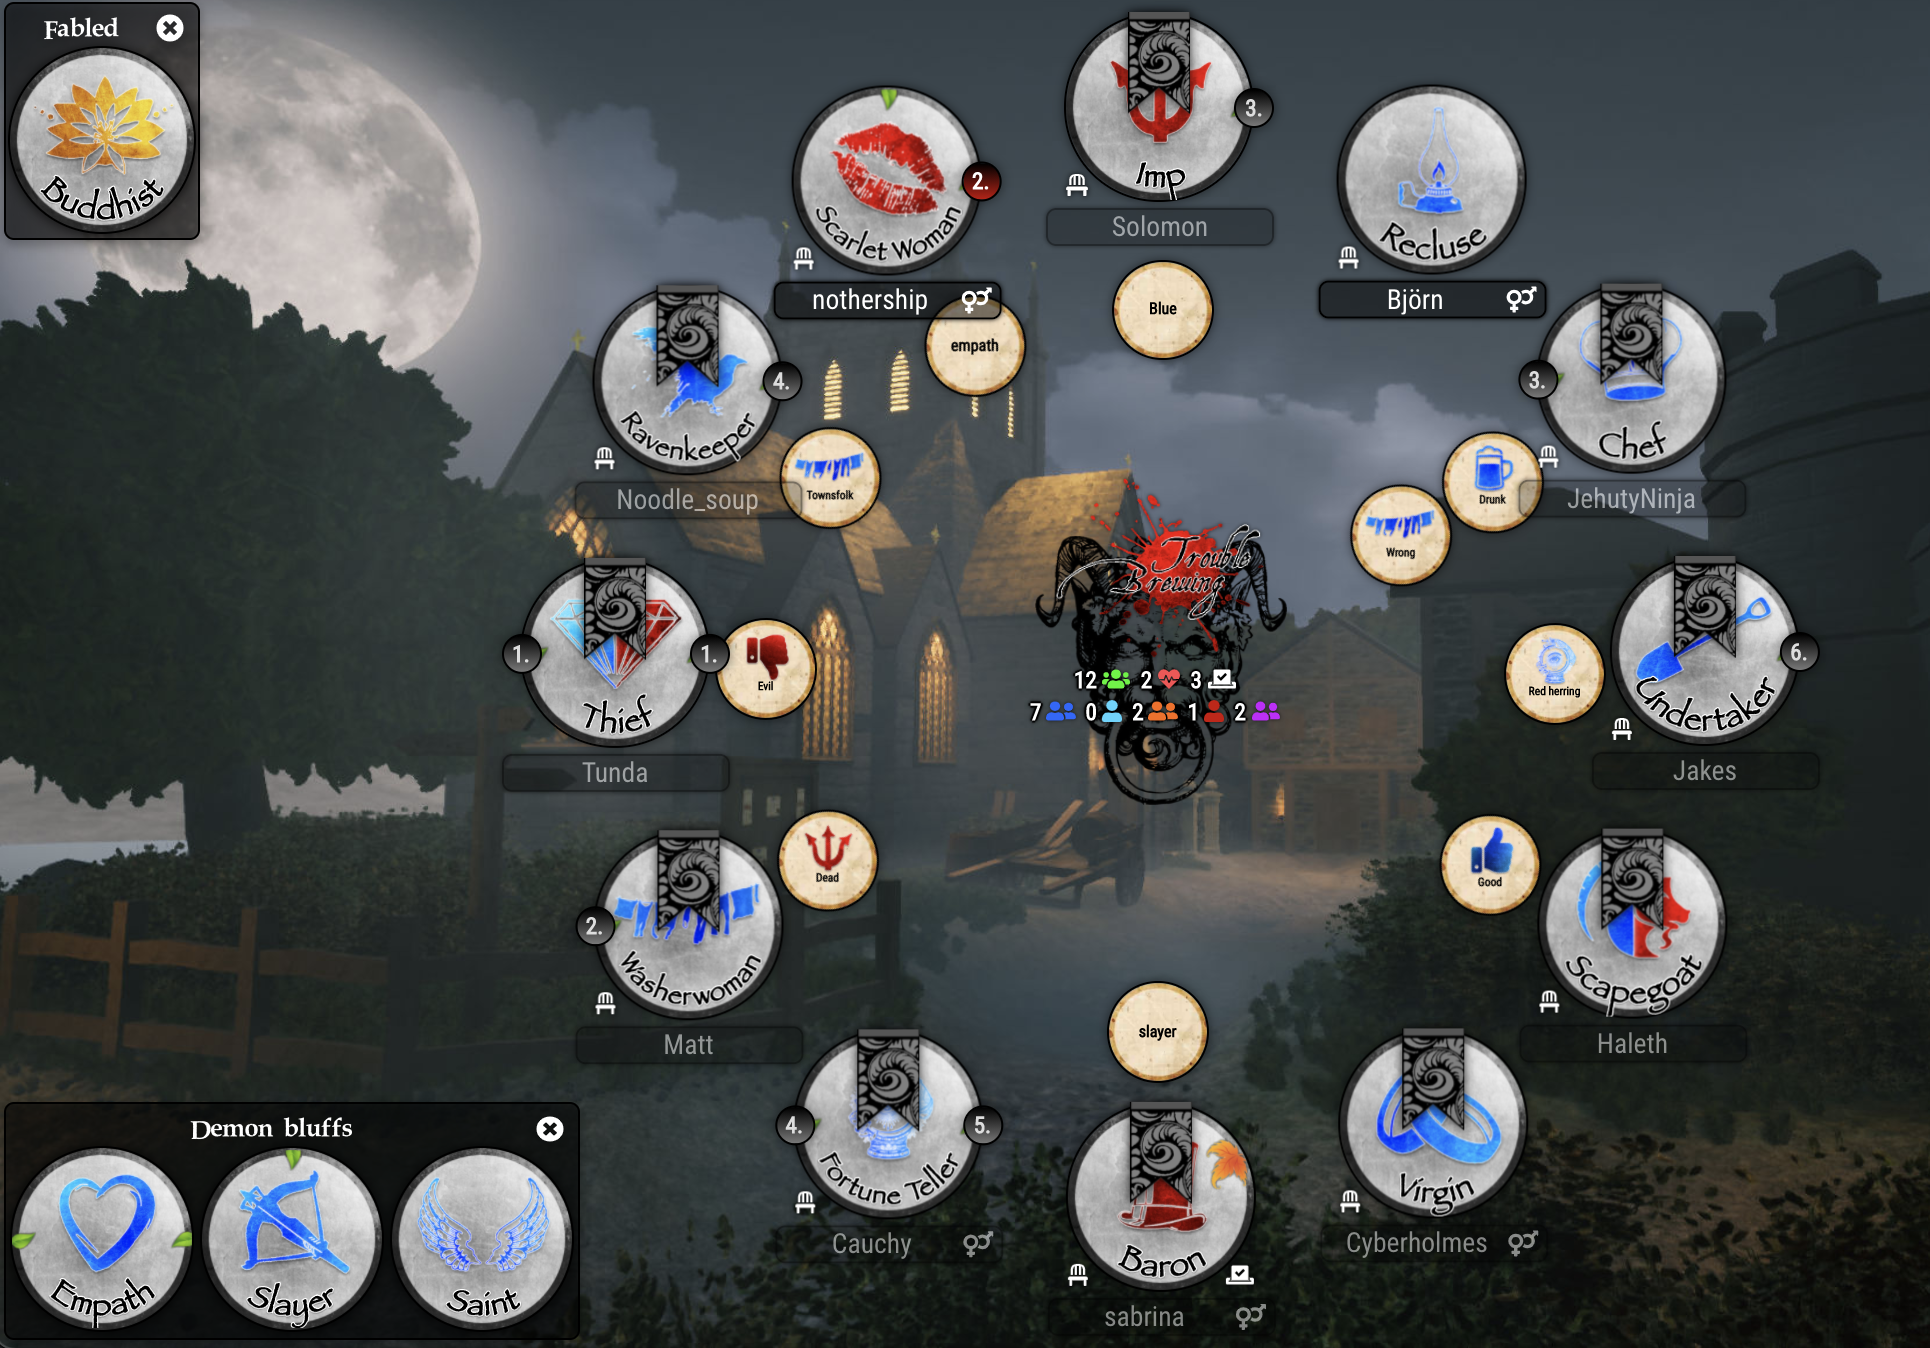 Fabled
Buddhist
Scarlet Woman
2.
nothership
empath
Imp
3.
Solomon
Blue
Recluse
Björn
Ravenkeeper
4.
Noodle_soup
Townsfolk
3.
Chef
JehutyNinja
Drunk
Wrong
1.
Thief
1.
Tunda
Evil
Trouble
Brewing
12 2 3
7 0 2 1 2
Undertaker
6.
Jakes
Red herring
2.
Washerwoman
Matt
Dead
Good
Scapegoat
Haleth
4.
Fortune Teller
5.
Cauchy
slayer
Baron
sabrina
Virgin
Cyberholmes
Demon bluffs
Empath
Slayer
Saint